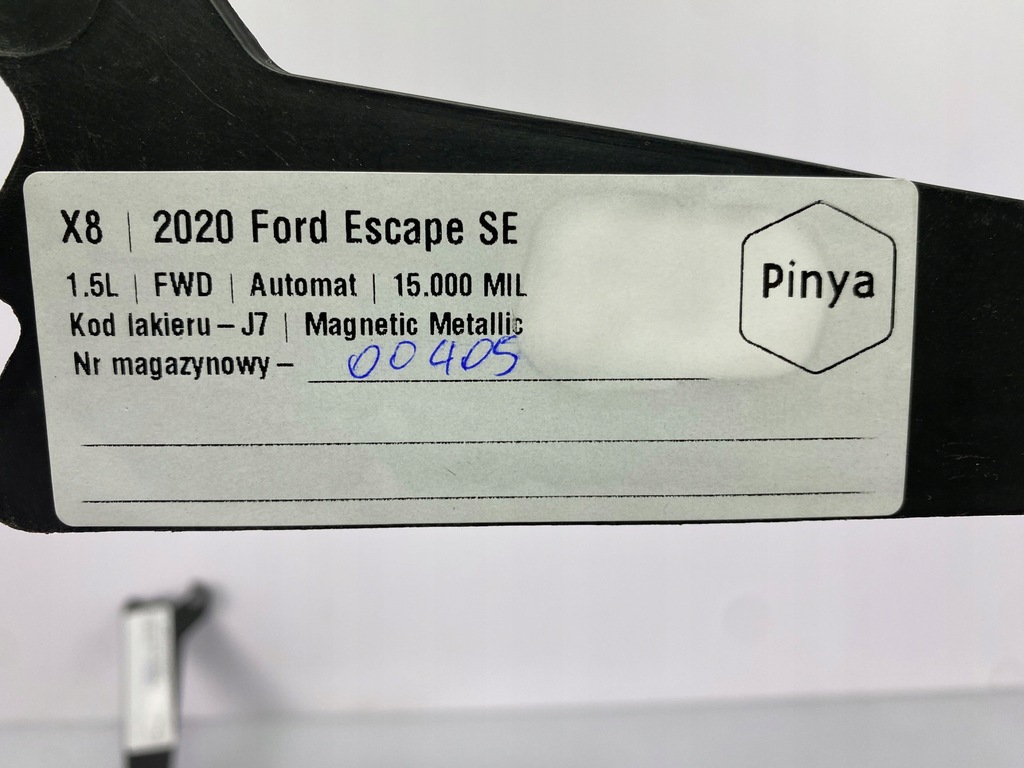 X8 | 2020 Ford Escape SE
1.5L | FWD | Automat | 15.000 MIL
Kod lakieru – J7 | Magnetic Metallic
Nr magazynowy – 00405
Pinya